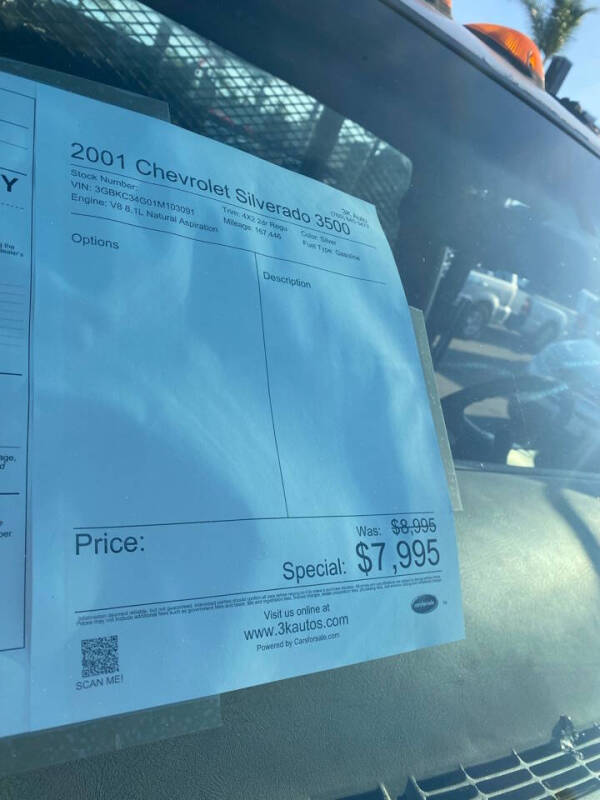 Y
2001 Chevrolet Silverado 3500
3K Auto
Stock Number:
VIN: 3GBKC34G01M103091
Trim: 4X2 2dr Regu
Color: Silver
Engine: V8 8.1L Natural Aspiration
Mileage: 167,446
Fuel Type: Gasoline
Options
Description
Price:
Was: $8,995
Special: $7,995
Visit us online at
www.3kautos.com
Powered by Carsforsale.com
SCAN ME!